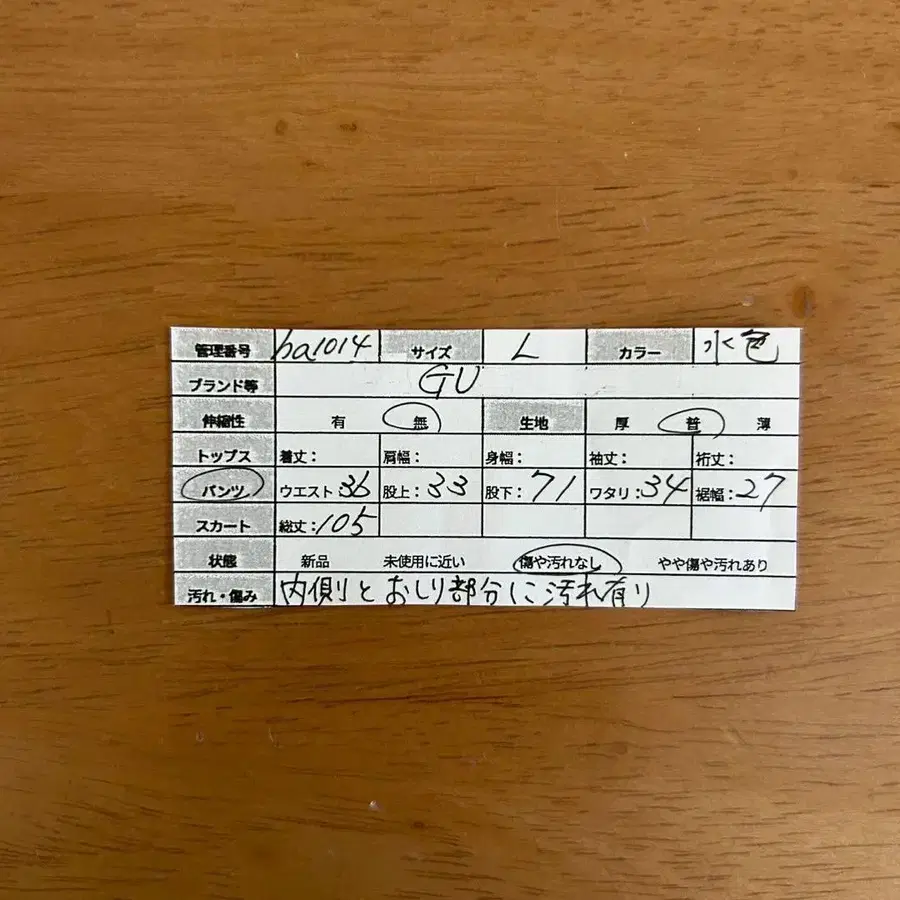 管理番号 ha1014 サイズ L カラー 水色
ブランド等 GU
伸縮性 有 無 生地 厚 普 薄
トップス 着丈: 肩幅: 身幅: 袖丈: 裄丈:
パンツ ウエスト 36 股上: 33 股下: 71 ワタリ: 34 裾幅: 27
スカート 総丈: 105
状態 新品 未使用に近い 傷や汚れなし やや傷や汚れあり
汚れ・傷み 内側とおしり部分に汚れ有り